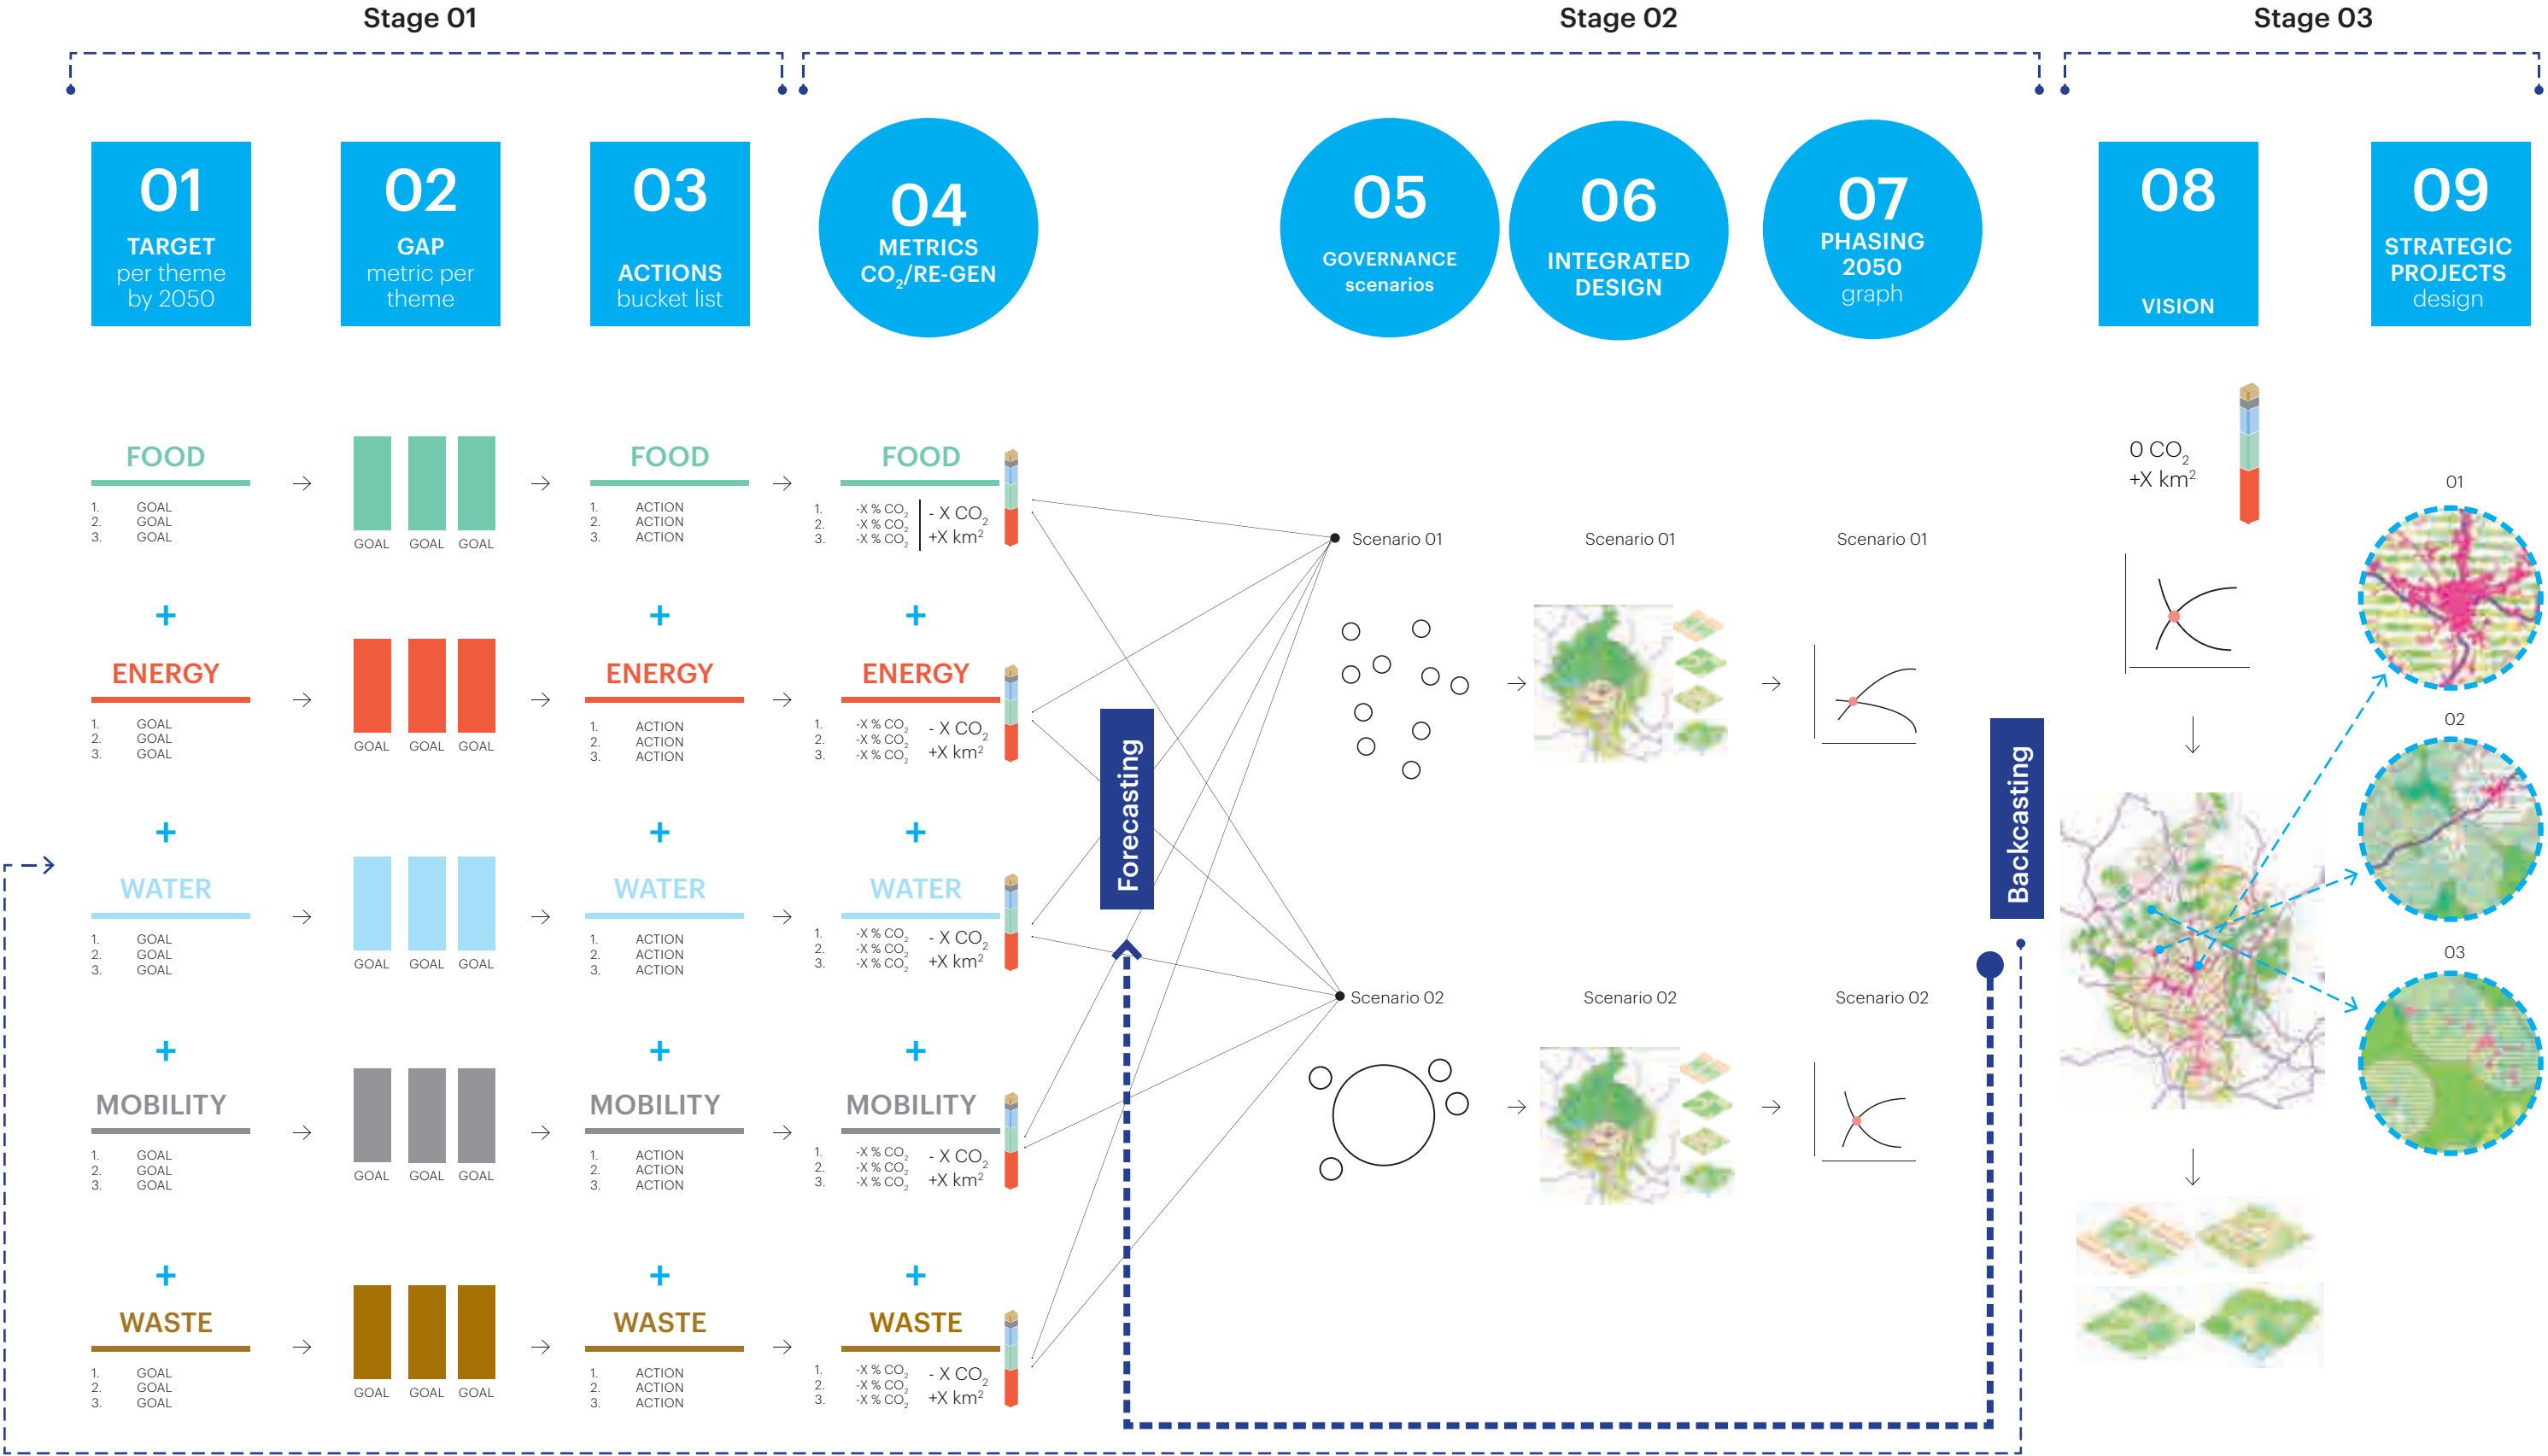 Stage 01
Stage 02
Stage 03
01
TARGET
per theme
by 2050
02
GAP
metric per
theme
03
ACTIONS
bucket list
04
METRICS
CO₂/RE-GEN
05
GOVERNANCE
scenarios
06
INTEGRATED
DESIGN
07
PHASING
2050
graph
08
VISION
09
STRATEGIC
PROJECTS
design
FOOD
1. GOAL
2. GOAL
3. GOAL
GOAL GOAL GOAL
FOOD
1. ACTION
2. ACTION
3. ACTION
FOOD
1. -X % CO₂
2. -X % CO₂
3. -X % CO₂
- X CO₂
+X km²
+ + +
ENERGY
1. GOAL
2. GOAL
3. GOAL
GOAL GOAL GOAL
ENERGY
1. ACTION
2. ACTION
3. ACTION
ENERGY
1. -X % CO₂
2. -X % CO₂
3. -X % CO₂
- X CO₂
+X km²
+ + +
WATER
1. GOAL
2. GOAL
3. GOAL
GOAL GOAL GOAL
WATER
1. ACTION
2. ACTION
3. ACTION
WATER
1. -X % CO₂
2. -X % CO₂
3. -X % CO₂
- X CO₂
+X km²
+ + +
MOBILITY
1. GOAL
2. GOAL
3. GOAL
GOAL GOAL GOAL
MOBILITY
1. ACTION
2. ACTION
3. ACTION
MOBILITY
1. -X % CO₂
2. -X % CO₂
3. -X % CO₂
- X CO₂
+X km²
+ + +
WASTE
1. GOAL
2. GOAL
3. GOAL
GOAL GOAL GOAL
WASTE
1. ACTION
2. ACTION
3. ACTION
WASTE
1. -X % CO₂
2. -X % CO₂
3. -X % CO₂
- X CO₂
+X km²
Forecasting
Scenario 01
Scenario 01
Scenario 01
Scenario 02
Scenario 02
Scenario 02
Backcasting
0 CO₂
+X km²
01
02
03